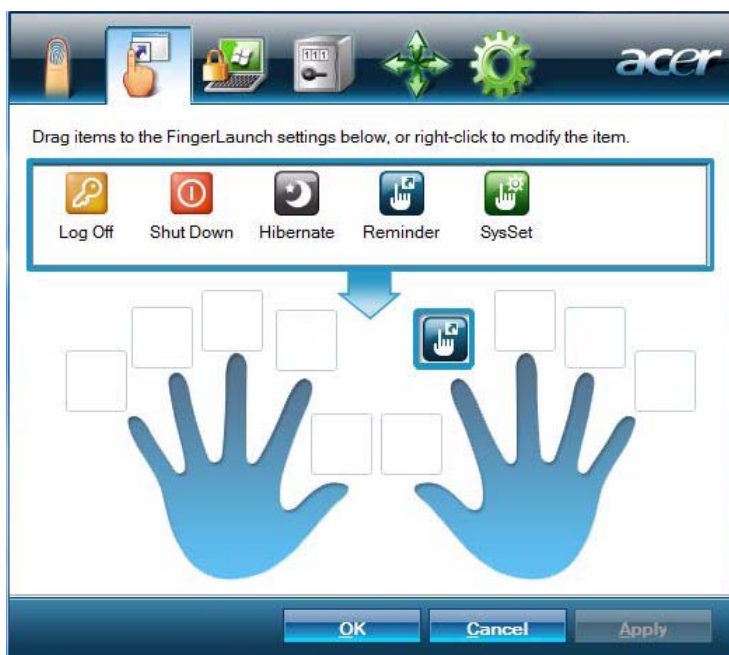 acer
Drag items to the FingerLaunch settings below, or right-click to modify the item.
Log Off Shut Down Hibernate Reminder SysSet
OK Cancel Apply